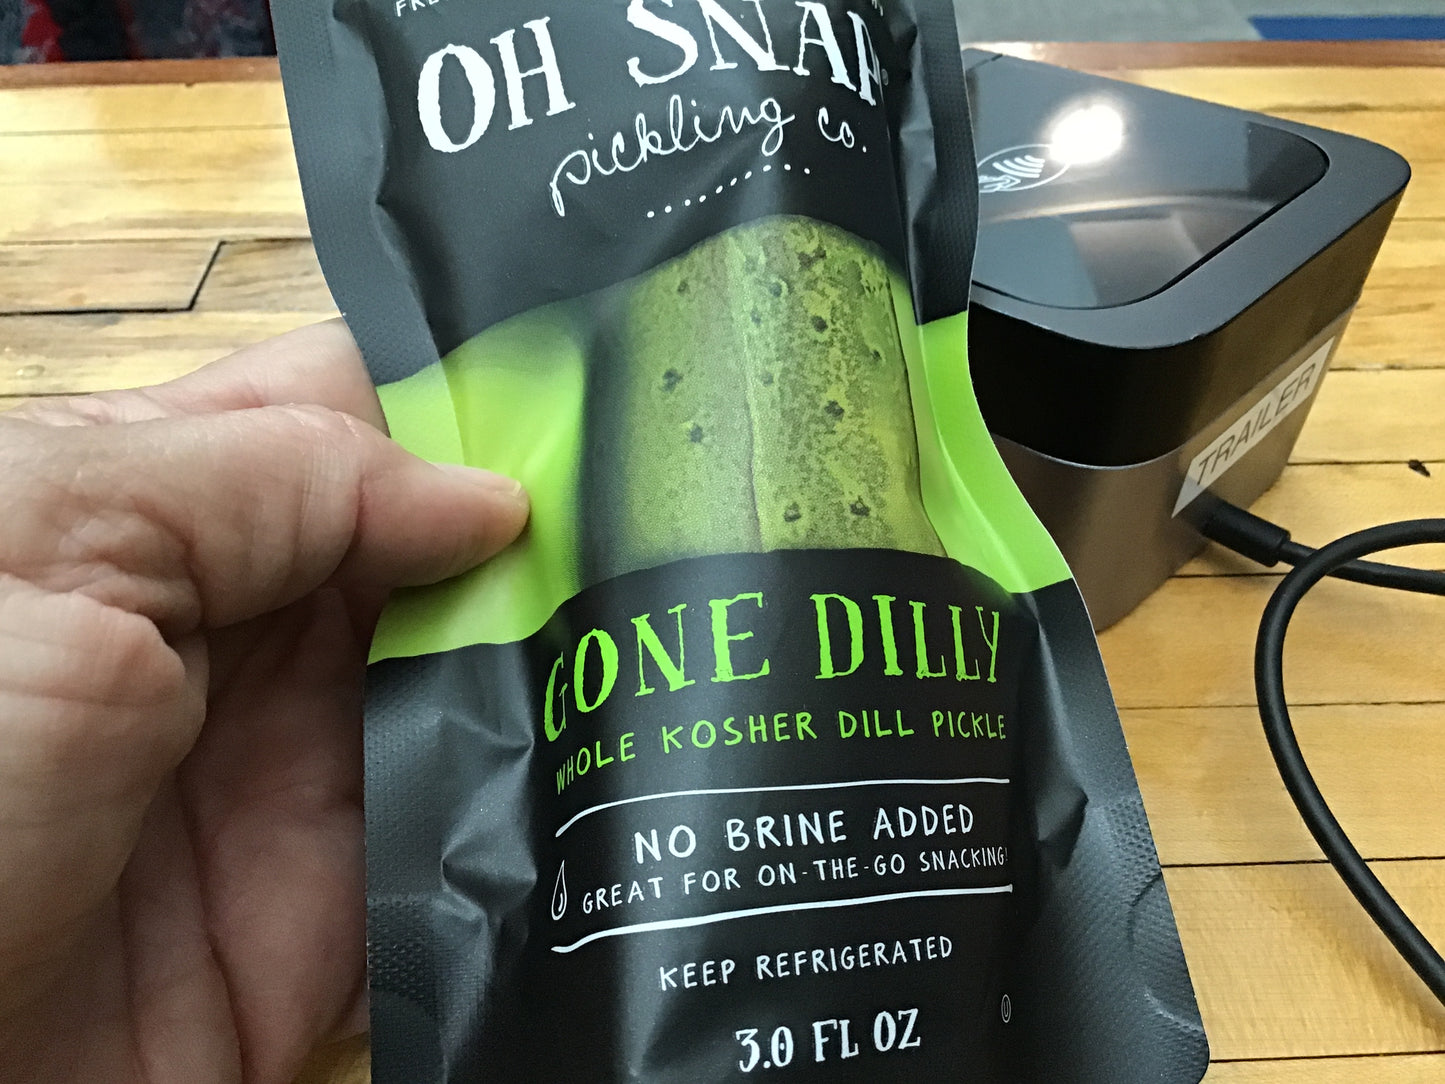 OH SNAP®
pickling co.
GONE DILLY
WHOLE KOSHER DILL PICKLE
NO BRINE ADDED
GREAT FOR ON-THE-GO SNACKING!
KEEP REFRIGERATED
3.0 FL OZ
U
TRAILER